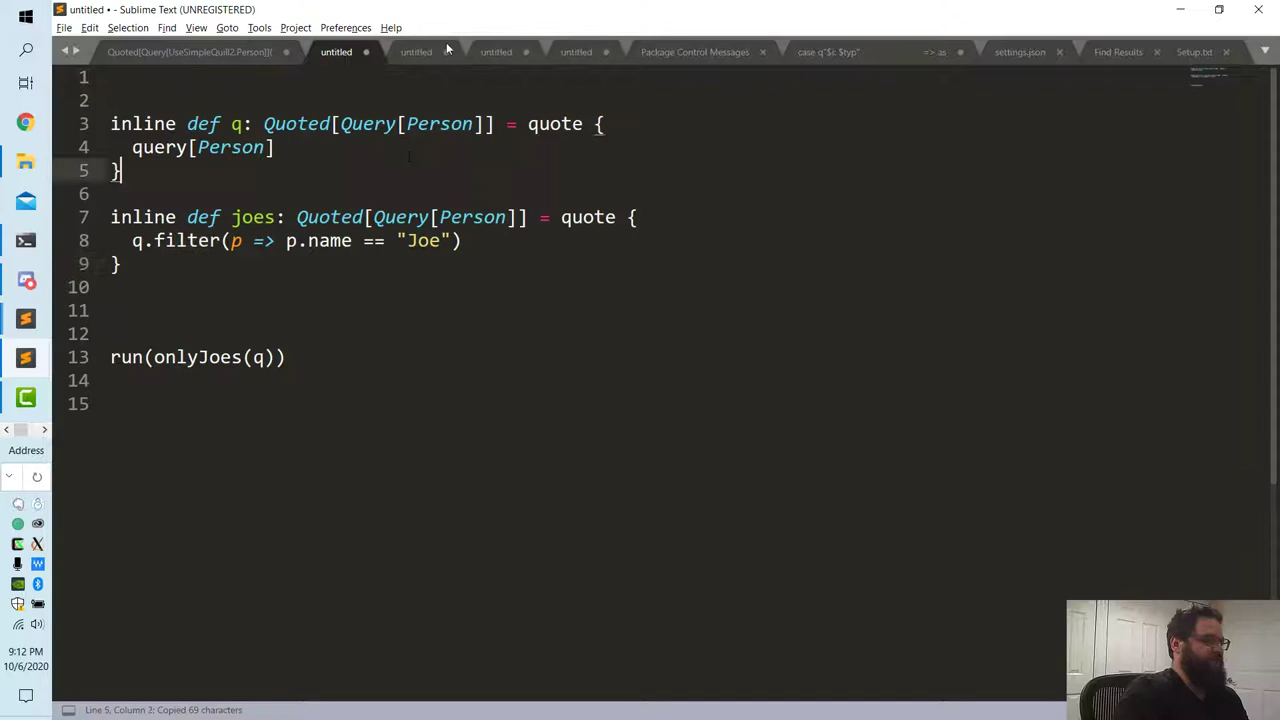 untitled • - Sublime Text (UNREGISTERED)
File Edit Selection Find View Goto Tools Project Preferences Help
Quoted[Query[UseSimpleQuill2.Person]]( untitled untitled untitled untitled Package Control Messages case q"$i: $typ" => as settings.json Find Results Setup.txt
1
2
3 inline def q: Quoted[Query[Person]] = quote {
4 query[Person]
5 }
6
7 inline def joes: Quoted[Query[Person]] = quote {
8 q.filter(p => p.name == "Joe")
9 }
10
11
12
13 run(onlyJoes(q))
14
15
Address
9:12 PM
10/6/2020
Line 5, Column 2; Copied 69 characters